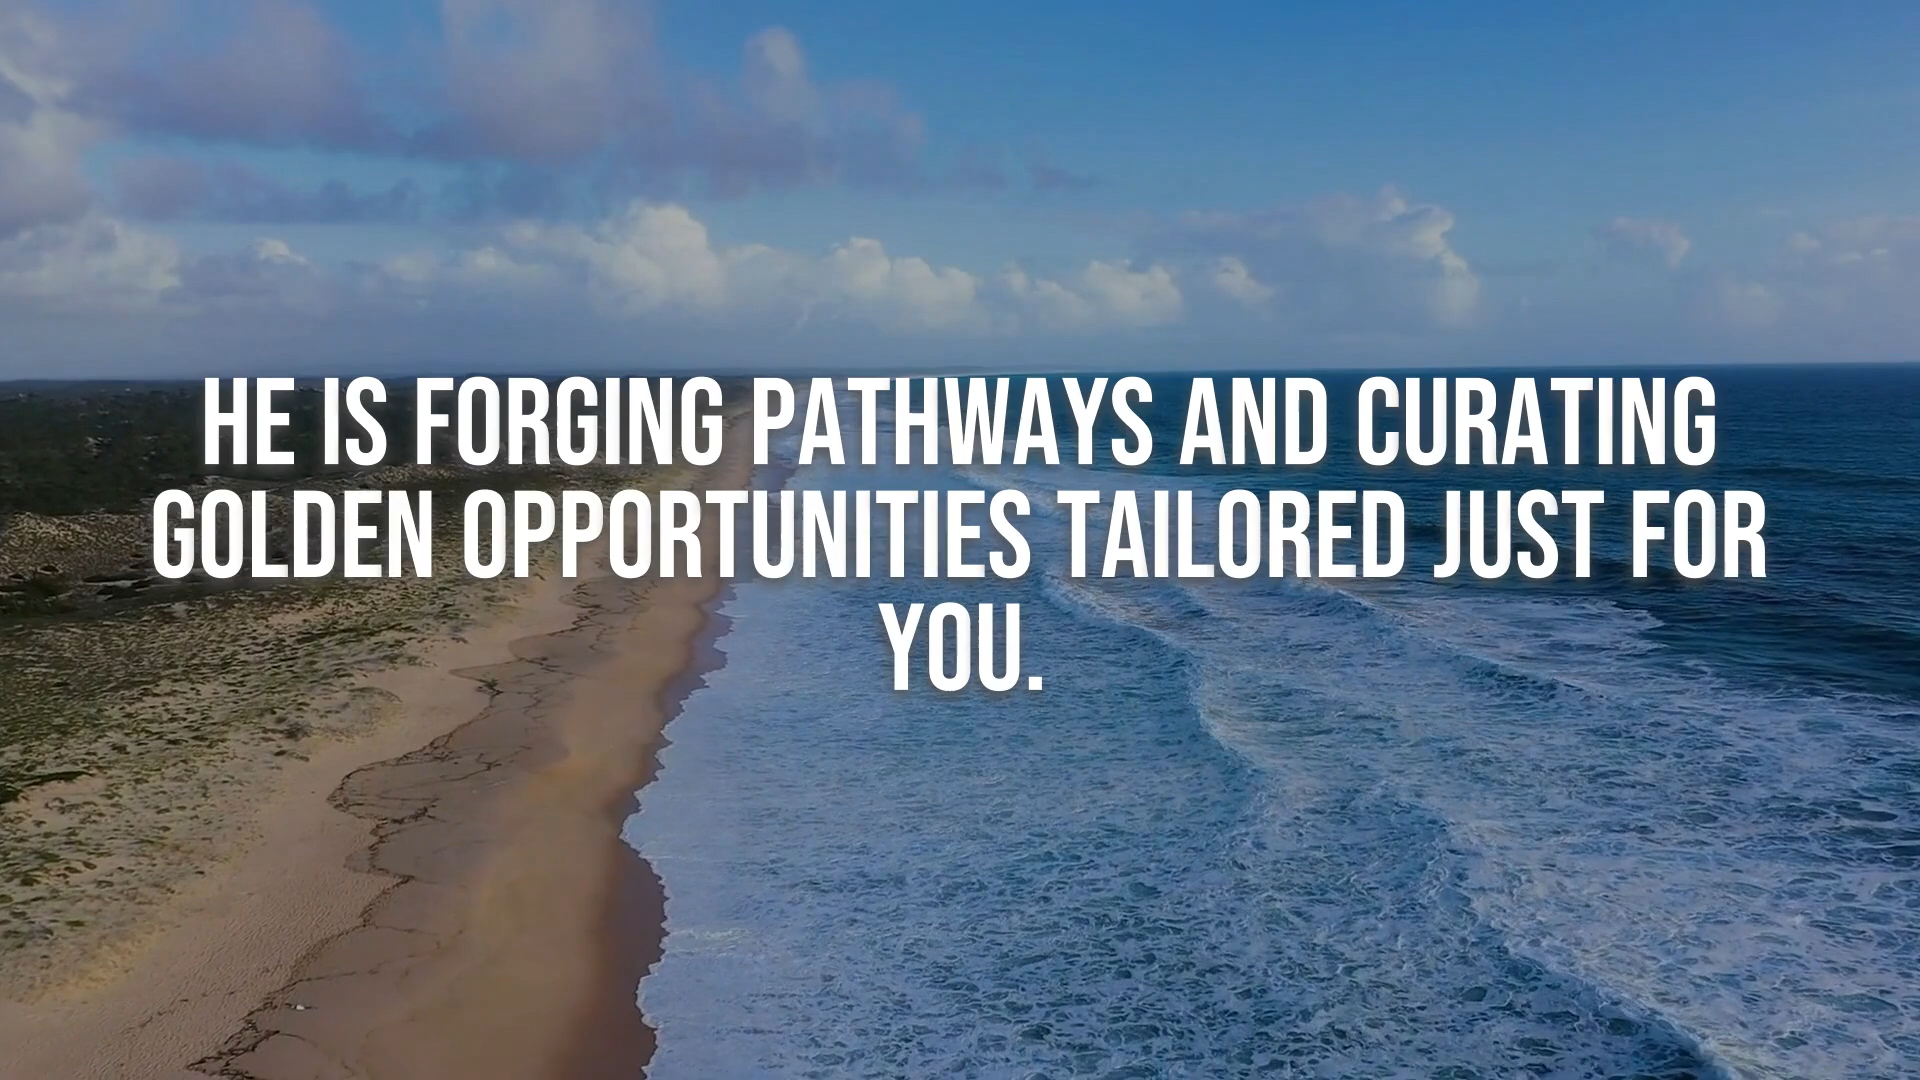 HE IS FORGING PATHWAYS AND CURATING
GOLDEN OPPORTUNITIES TAILORED JUST FOR
YOU.